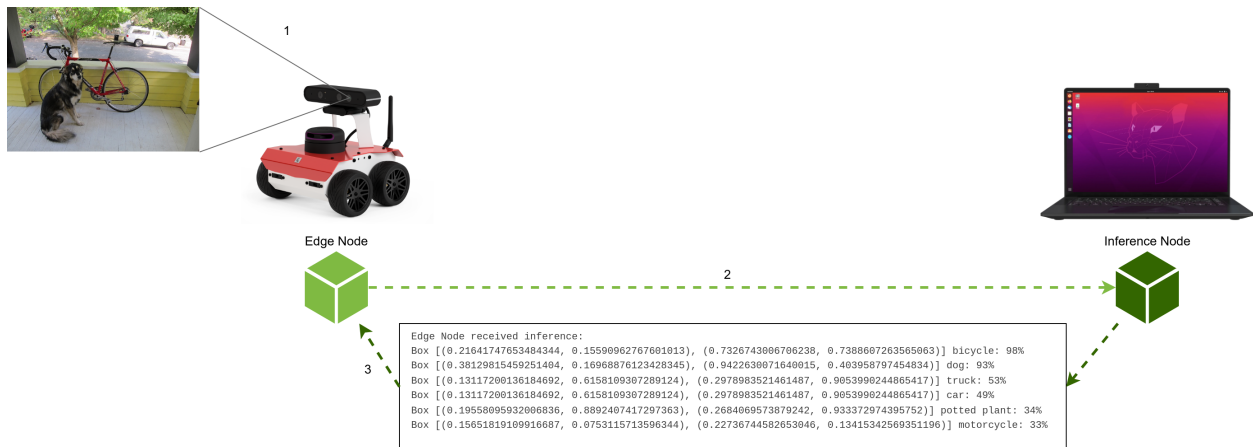 1
Edge Node
Inference Node
2
3
Edge Node received inference:
Box [(0.21641747653484344, 0.15590962767601013), (0.7326743006706238, 0.7388607263565063)] bicycle: 98%
Box [(0.38129815459251404, 0.16968876123428345), (0.9422630071640015, 0.403958797454834)] dog: 93%
Box [(0.13117200136184692, 0.6158109307289124), (0.2978983521461487, 0.9053990244865417)] truck: 53%
Box [(0.13117200136184692, 0.6158109307289124), (0.2978983521461487, 0.9053990244865417)] car: 49%
Box [(0.19558095932006836, 0.8892407417297363), (0.2684069573879242, 0.933372974395752)] potted plant: 34%
Box [(0.15651819109916687, 0.0753115713596344), (0.22736744582653046, 0.13415342569351196)] motorcycle: 33%